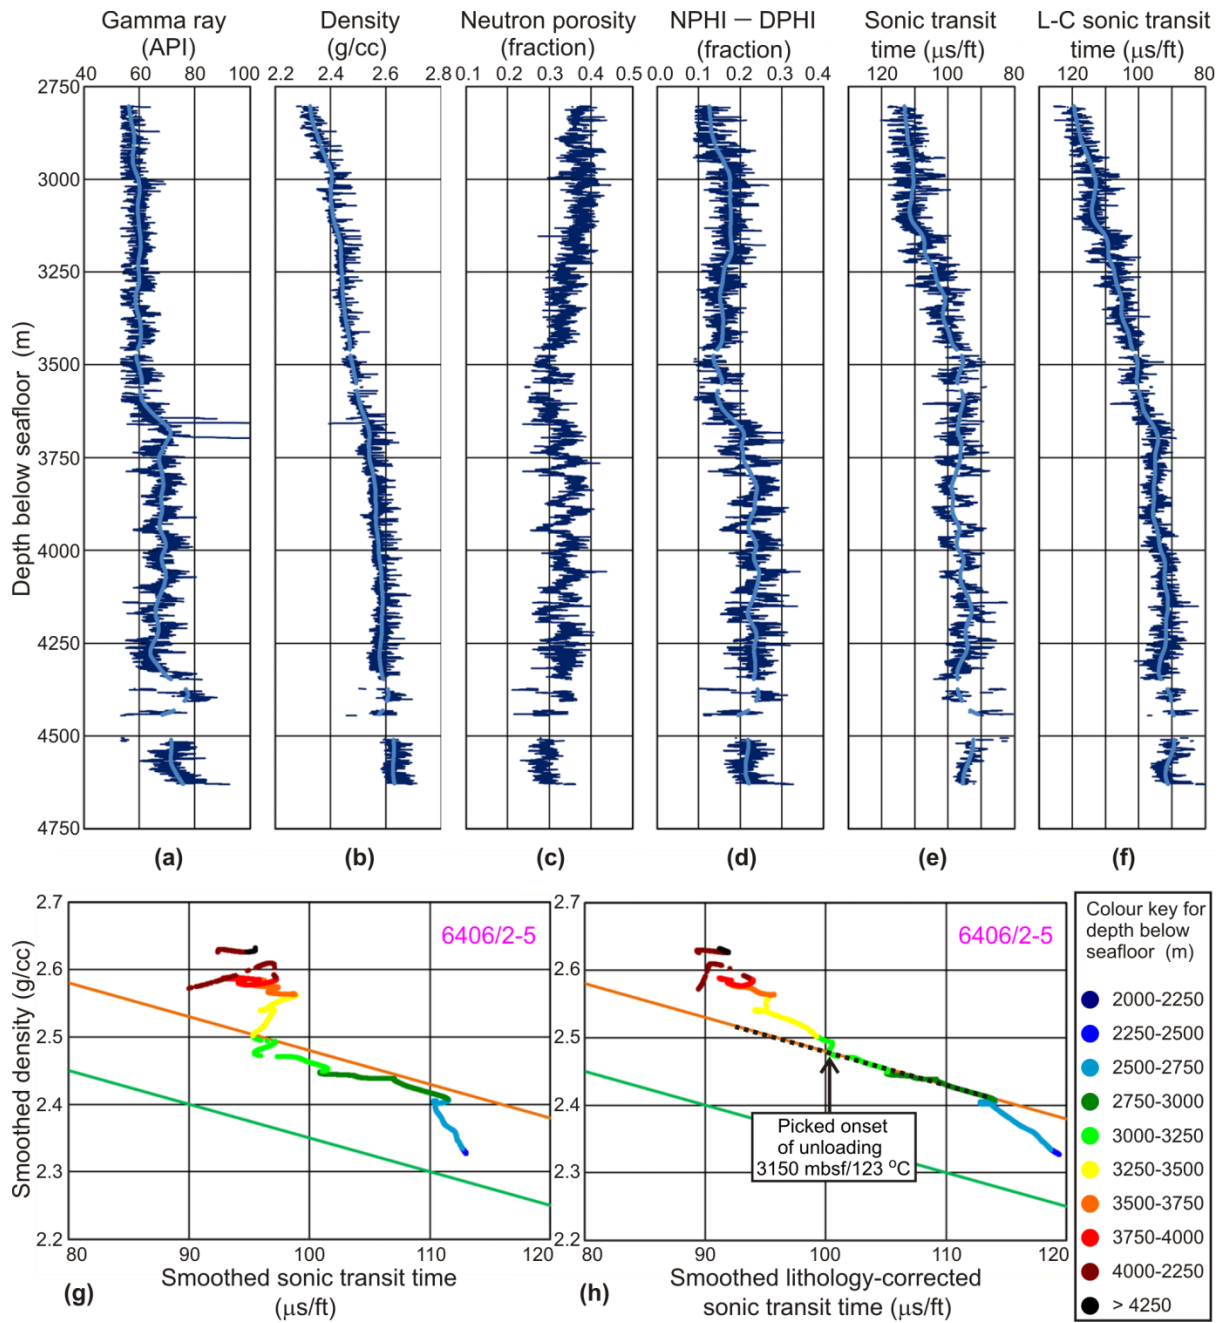 Gamma ray
(API)
Density
(g/cc)
Neutron porosity
(fraction)
NPHI — DPHI
(fraction)
Sonic transit
time (μs/ft)
L-C sonic transit
time (μs/ft)
40 60 80 100
2.2 2.4 2.6 2.8
0.1 0.2 0.3 0.4 0.5
0.0 0.1 0.2 0.3 0.4
120 100 80
120 100 80
Depth below seafloor (m)
2750
3000
3250
3500
3750
4000
4250
4500
4750
(a)
(b)
(c)
(d)
(e)
(f)
Smoothed density (g/cc)
2.7
2.6
2.5
2.4
2.3
2.2
6406/2-5
80 90 100 110 120
(g)
Smoothed sonic transit time
(μs/ft)
2.7
2.6
2.5
2.4
2.3
2.2
6406/2-5
Picked onset
of unloading
3150 mbsf/123 °C
80 90 100 110 120
(h)
Smoothed lithology-corrected
sonic transit time (μs/ft)
Colour key for
depth below
seafloor (m)
2000-2250
2250-2500
2500-2750
2750-3000
3000-3250
3250-3500
3500-3750
3750-4000
4000-2250
> 4250